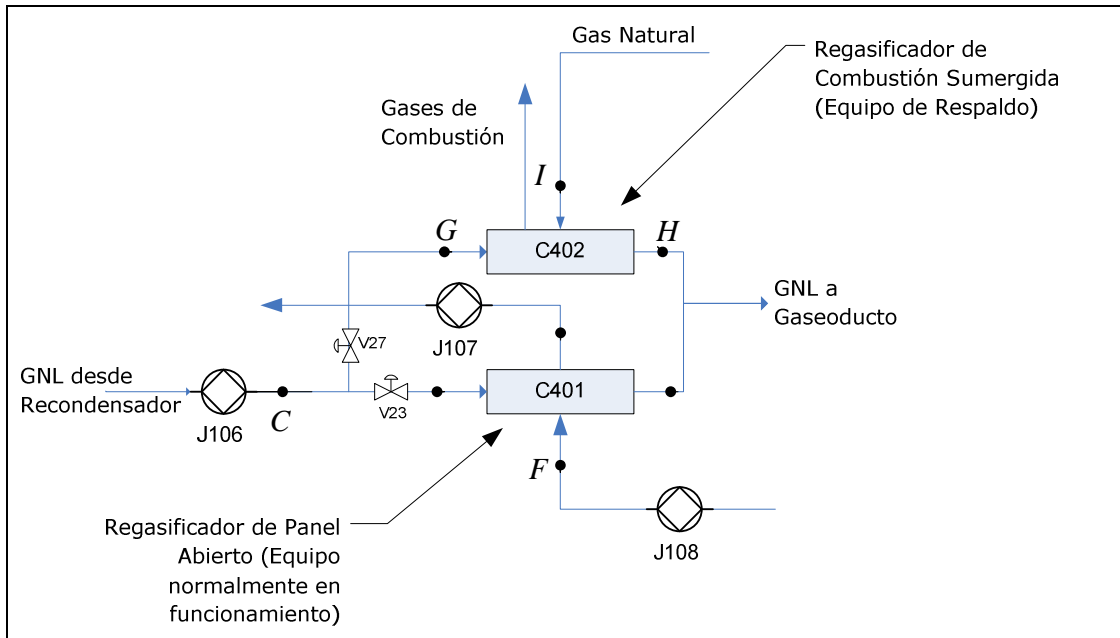 Gas Natural
Regasificador de
Combustión Sumergida
(Equipo de Respaldo)
Gases de
Combustión
I
G
H
C402
GNL a
Gaseoducto
J107
V27
GNL desde
Recondensador
C401
C
V23
J106
F
Regasificador de Panel
Abierto (Equipo
normalmente en
funcionamiento)
J108